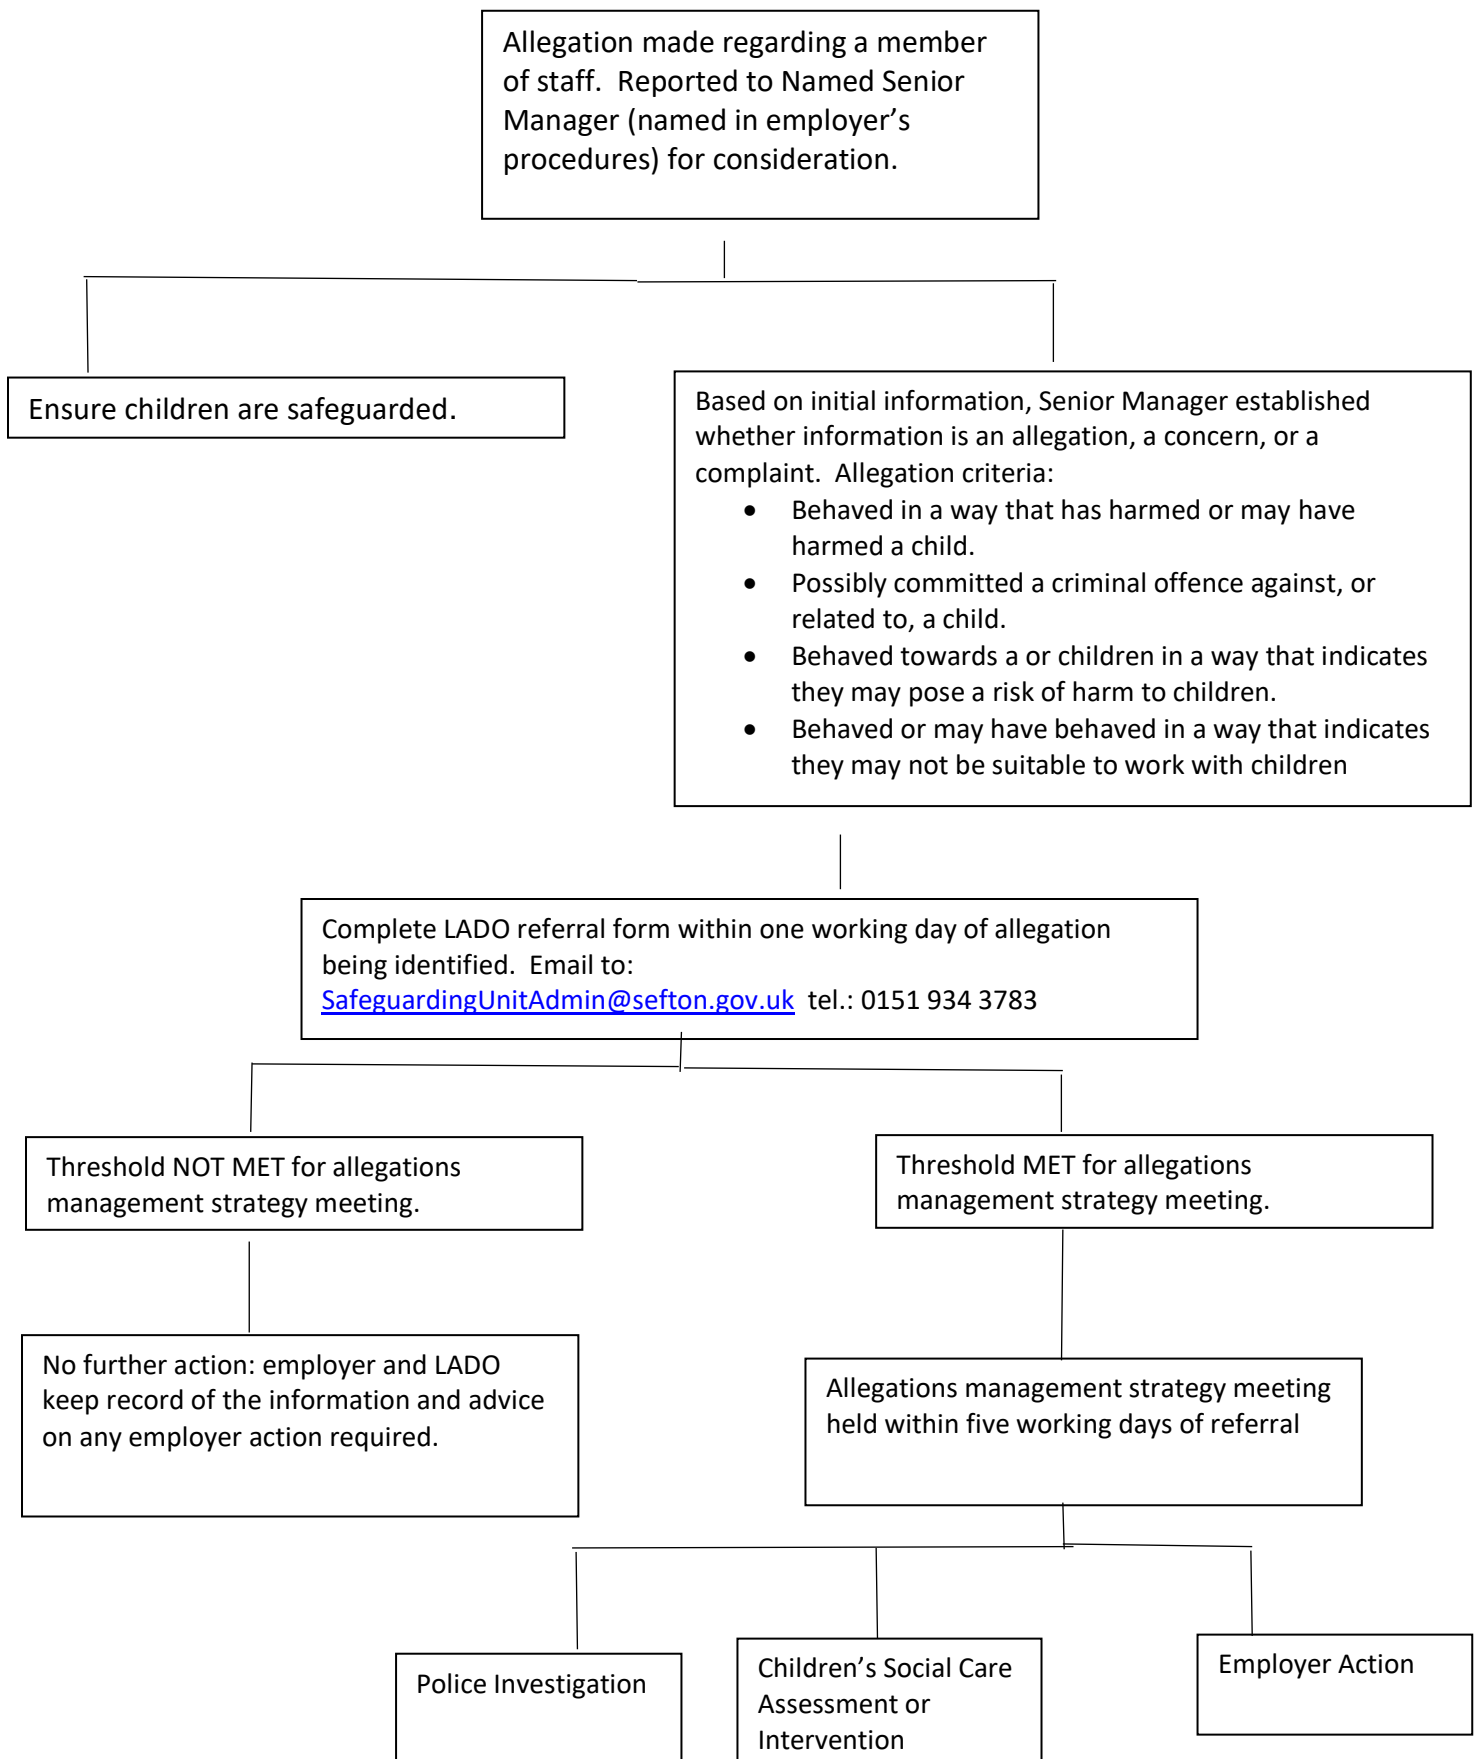 Allegation made regarding a member
of staff.  Reported to Named Senior
Manager (named in employer’s
procedures) for consideration.
Ensure children are safeguarded.
Based on initial information, Senior Manager established
whether information is an allegation, a concern, or a
complaint.  Allegation criteria:
• Behaved in a way that has harmed or may have
harmed a child.
• Possibly committed a criminal offence against, or
related to, a child.
• Behaved towards a or children in a way that indicates
they may pose a risk of harm to children.
• Behaved or may have behaved in a way that indicates
they may not be suitable to work with children
Complete LADO referral form within one working day of allegation
being identified.  Email to:
SafeguardingUnitAdmin@sefton.gov.uk  tel.: 0151 934 3783
Threshold NOT MET for allegations
management strategy meeting.
Threshold MET for allegations
management strategy meeting.
No further action: employer and LADO
keep record of the information and advice
on any employer action required.
Allegations management strategy meeting
held within five working days of referral
Police Investigation
Children’s Social Care
Assessment or
Intervention
Employer Action